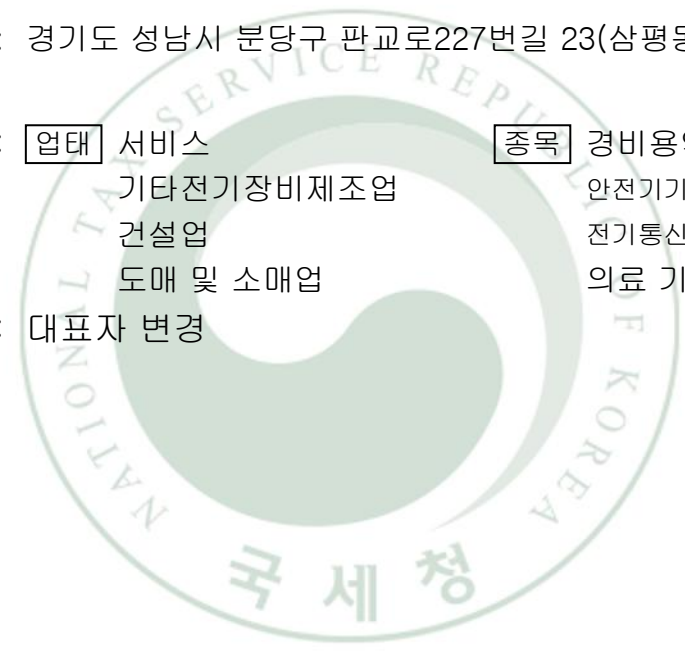 : 경기도 성남시 분당구 판교로227번길 23(삼평동
: 업태 서비스 종목 경비용역
기타전기장비제조업 안전기기
건설업 전기통신
도매 및 소매업 의료 기
: 대표자 변경
NATIONAL TAX SERVICE REPUBLIC OF KOREA
국세청